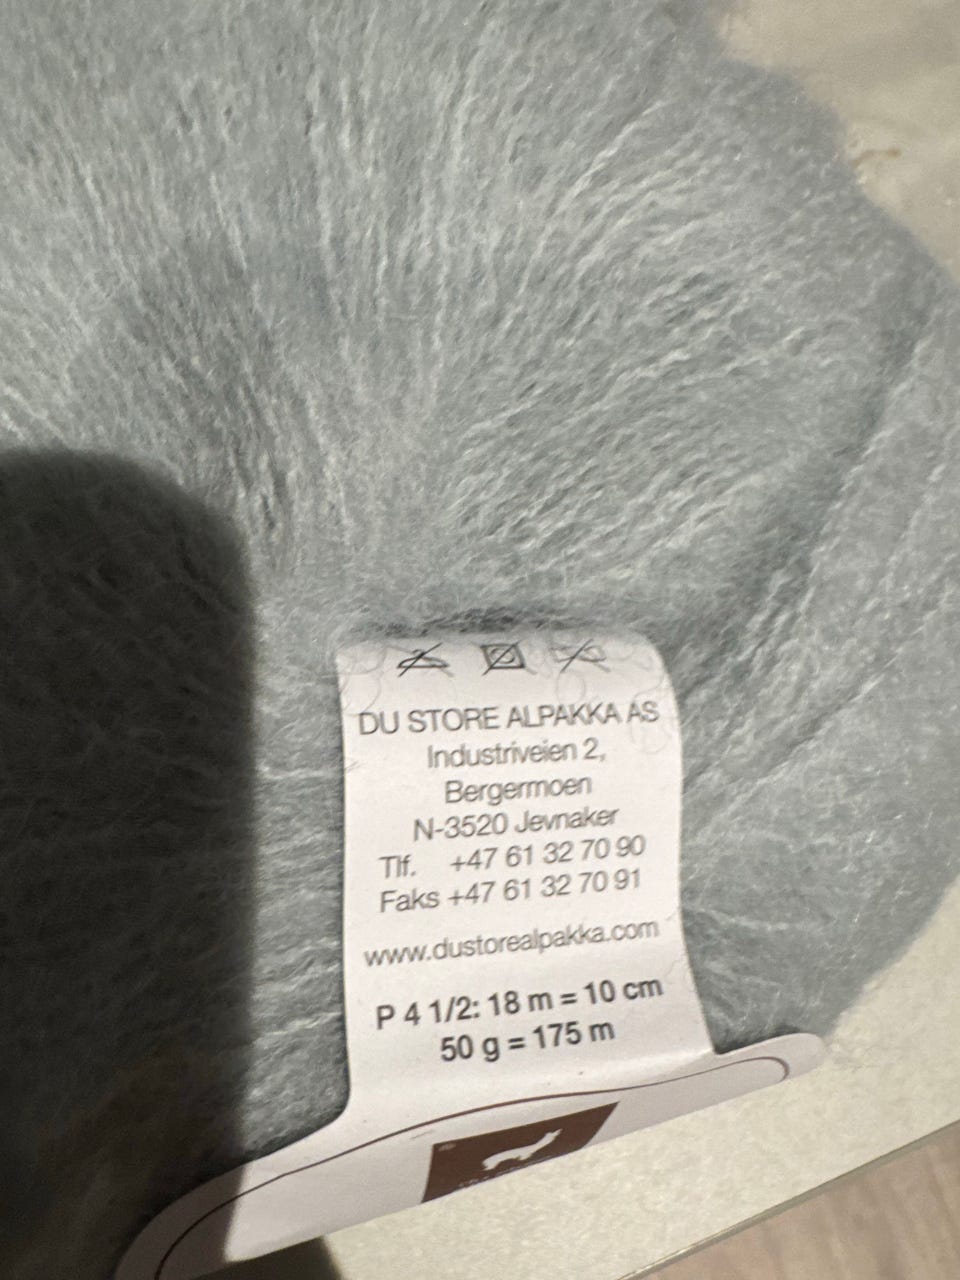 DU STORE ALPAKKA AS
Industriveien 2,
Bergermoen
N-3520 Jevnaker
Tlf. +47 61 32 70 90
Faks +47 61 32 70 91
www.dustorealpakka.com
P 4 1/2: 18 m = 10 cm
50 g = 175 m